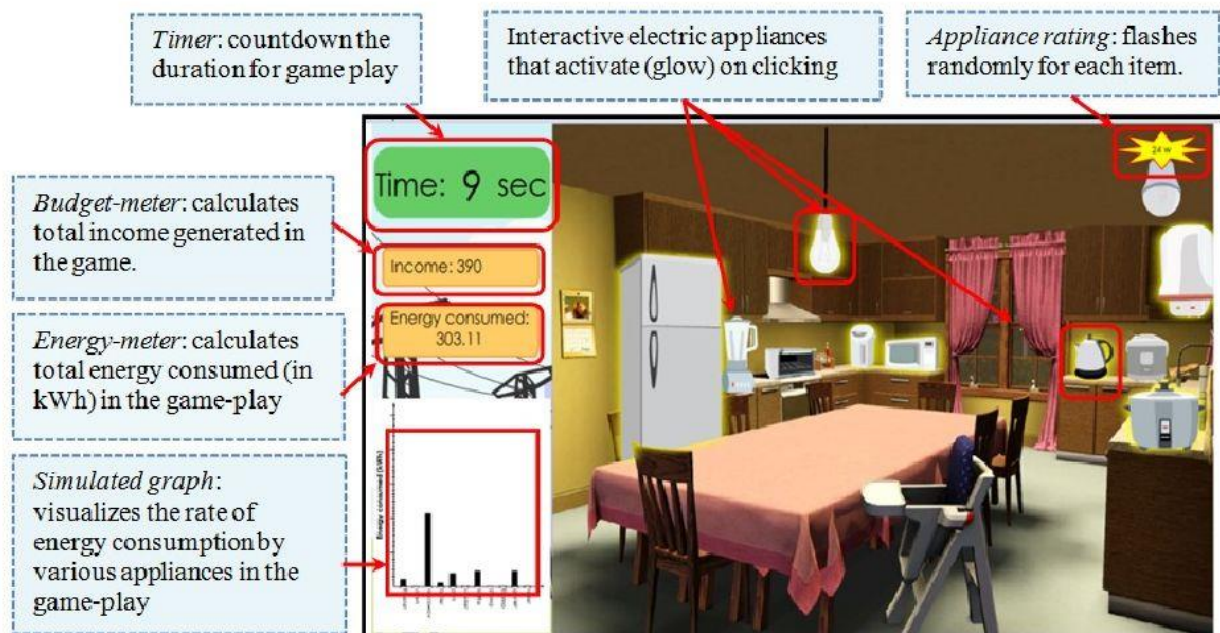 Timer: countdown the
duration for game play
Interactive electric appliances
that activate (glow) on clicking
Appliance rating: flashes
randomly for each item.
Budget-meter: calculates
total income generated in
the game.
Energy-meter: calculates
total energy consumed (in
kWh) in the game-play
Simulated graph:
visualizes the rate of
energy consumption by
various appliances in the
game-play
Time: 9 sec
Income: 390
Energy consumed:
303.11
Energy consumed (kWh)
24 W